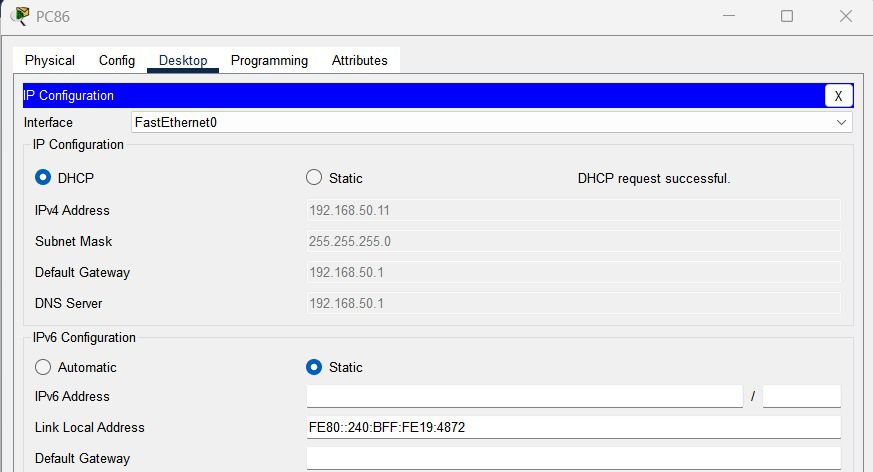 PC86
Physical Config Desktop Programming Attributes
IP Configuration X
Interface FastEthernet0
IP Configuration
DHCP Static DHCP request successful.
IPv4 Address 192.168.50.11
Subnet Mask 255.255.255.0
Default Gateway 192.168.50.1
DNS Server 192.168.50.1
IPv6 Configuration
Automatic Static
IPv6 Address /
Link Local Address FE80::240:BFF:FE19:4872
Default Gateway